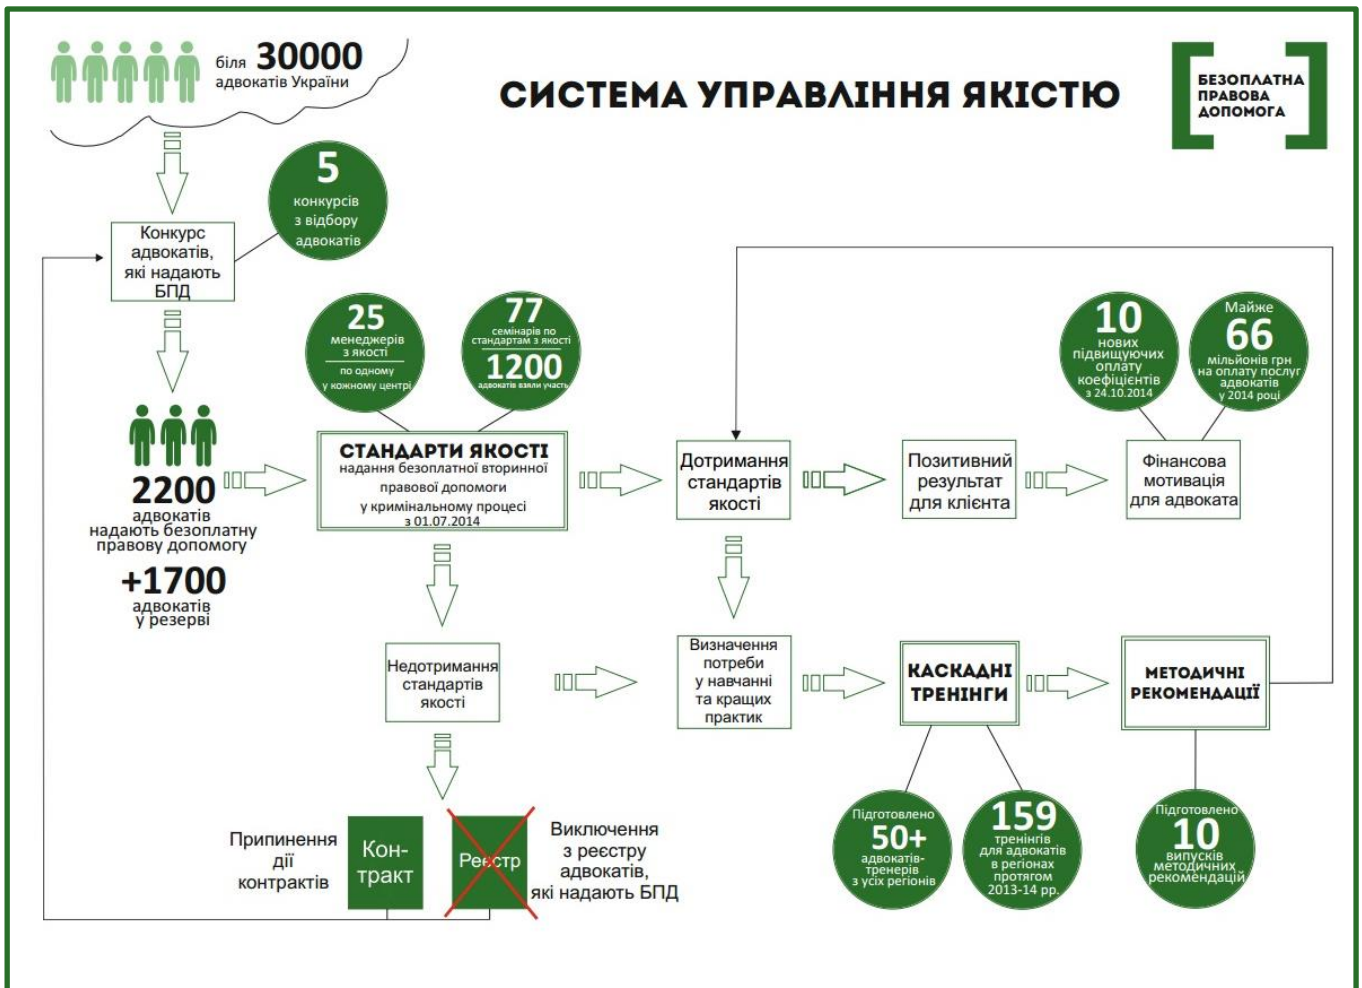 біля 30000
адвокатів України
СИСТЕМА УПРАВЛІННЯ ЯКІСТЮ
БЕЗОПЛАТНА
ПРАВОВА
ДОПОМОГА
5
конкурсів
з відбору
адвокатів
Конкурс
адвокатів,
які надають
БПД
25
менеджерів
з якості
по одному
у кожному центрі
77
семінарів по
стандартам з якості
1200
адвокатів взяли участь
10
нових
підвищуючих
оплату
коефіцієнтів
з 24.10.2014
Майже
66
мільйонів грн
на оплату послуг
адвокатів
у 2014 році
2200
адвокатів
надають безоплатну
правову допомогу
+1700
адвокатів
у резерві
СТАНДАРТИ ЯКОСТІ
надання безоплатної вторинної
правової допомоги
у кримінальному процесі
з 01.07.2014
Дотримання
стандартів
якості
Позитивний
результат
для клієнта
Фінансова
мотивація
для адвоката
Недотримання
стандартів
якості
Визначення
потреби
у навчанні
та кращих
практик
КАСКАДНІ
ТРЕНІНГИ
МЕТОДИЧНІ
РЕКОМЕНДАЦІЇ
Припинення
дії
контрактів
Кон-
тракт
Реєстр
Виключення
з реєстру
адвокатів,
які надають БПД
Підготовлено
50+
адвокатів-
тренерів
з усіх регіонів
159
тренінгів
для адвокатів
в регіонах
протягом
2013-14 рр.
Підготовлено
10
випусків
методичних
рекомендацій